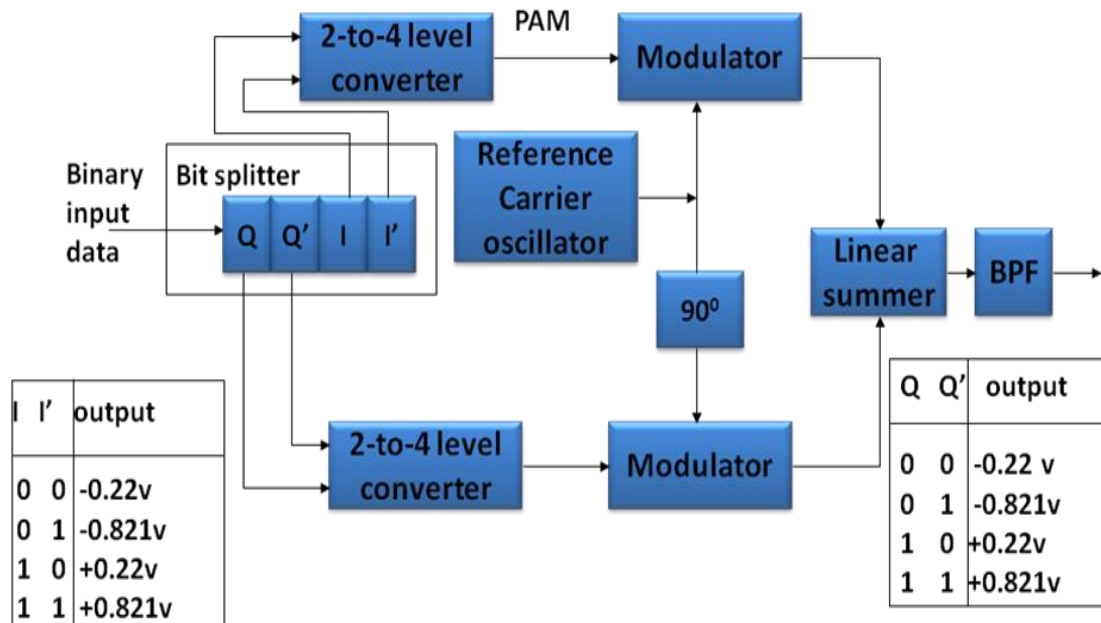 PAM
2-to-4 level
converter
Modulator
Reference
Carrier
oscillator
Binary
input
data
Bit splitter
Q Q' I I'
Linear
summer
BPF
90⁰
2-to-4 level
converter
Modulator
I I' output
0 0 -0.22v
0 1 -0.821v
1 0 +0.22v
1 1 +0.821v
Q Q' output
0 0 -0.22 v
0 1 -0.821v
1 0 +0.22v
1 1 +0.821v